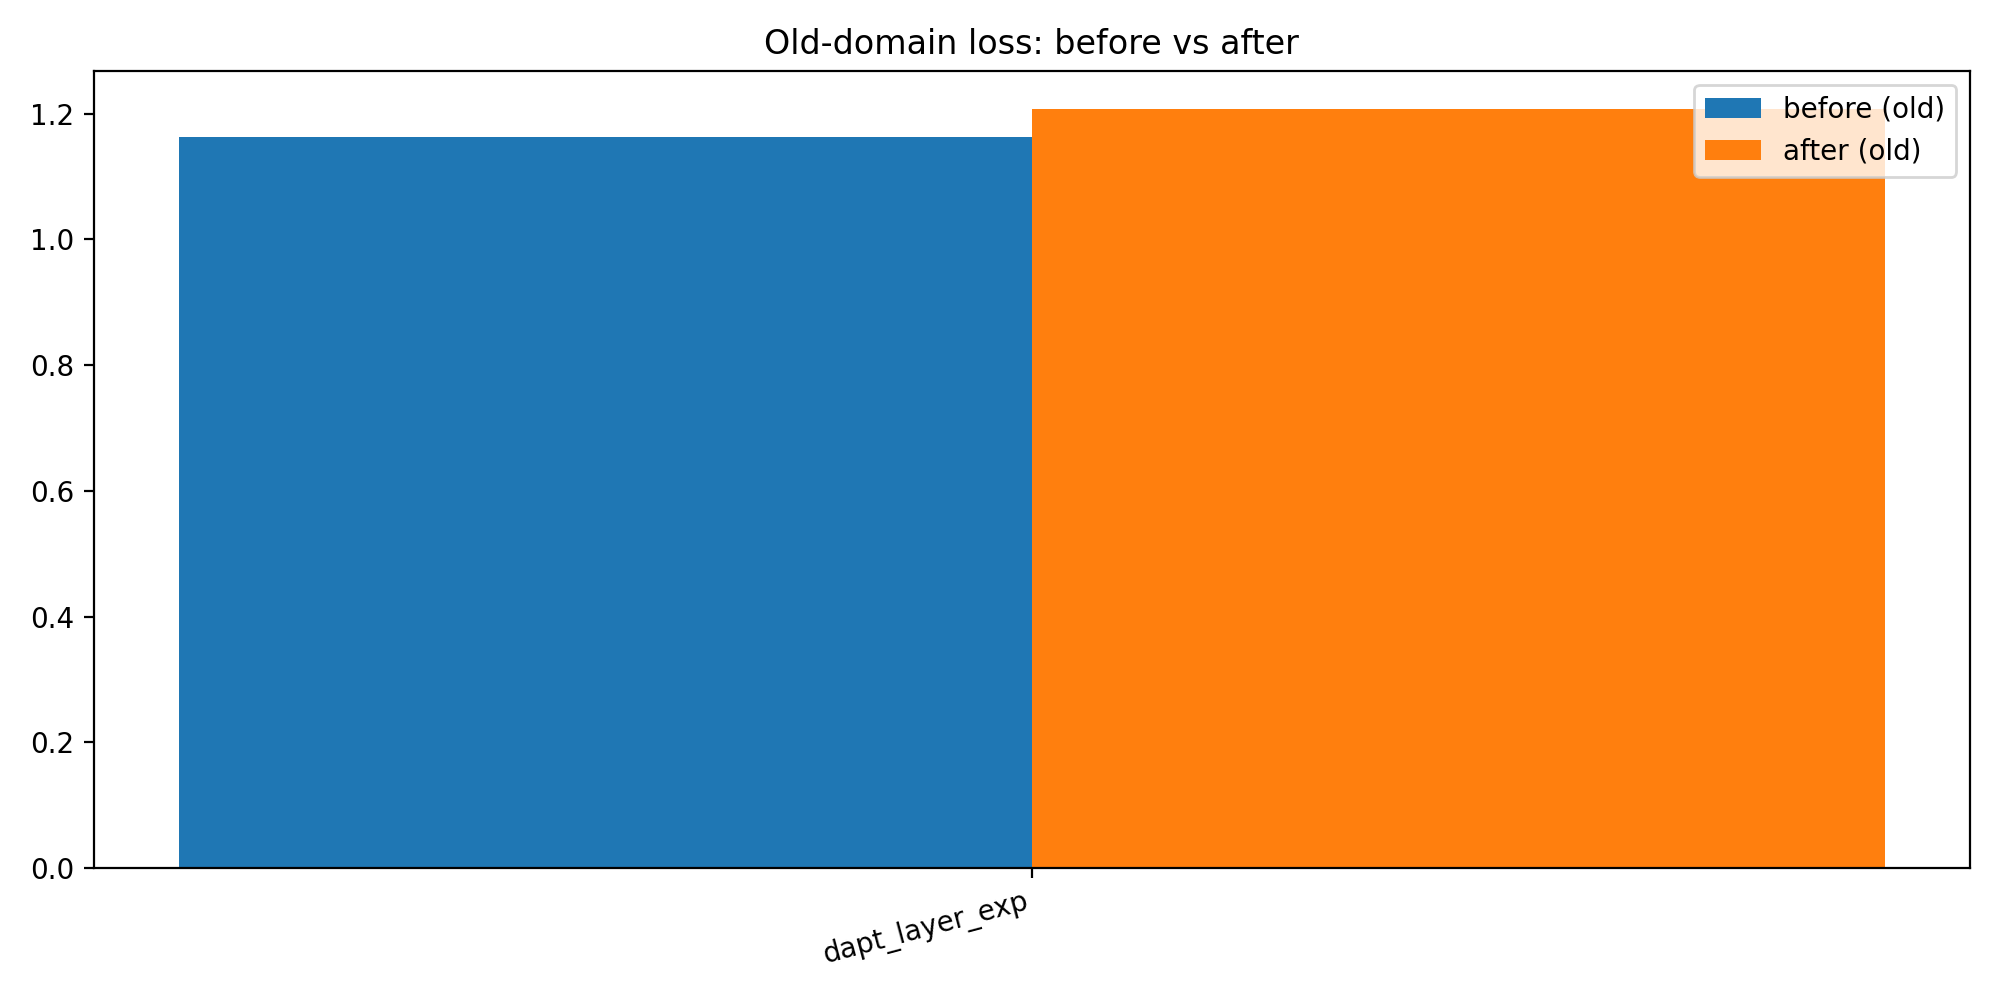 Old-domain loss: before vs after
1.2
1.0
0.8
0.6
0.4
0.2
0.0
before (old)
after (old)
dapt_layer_exp